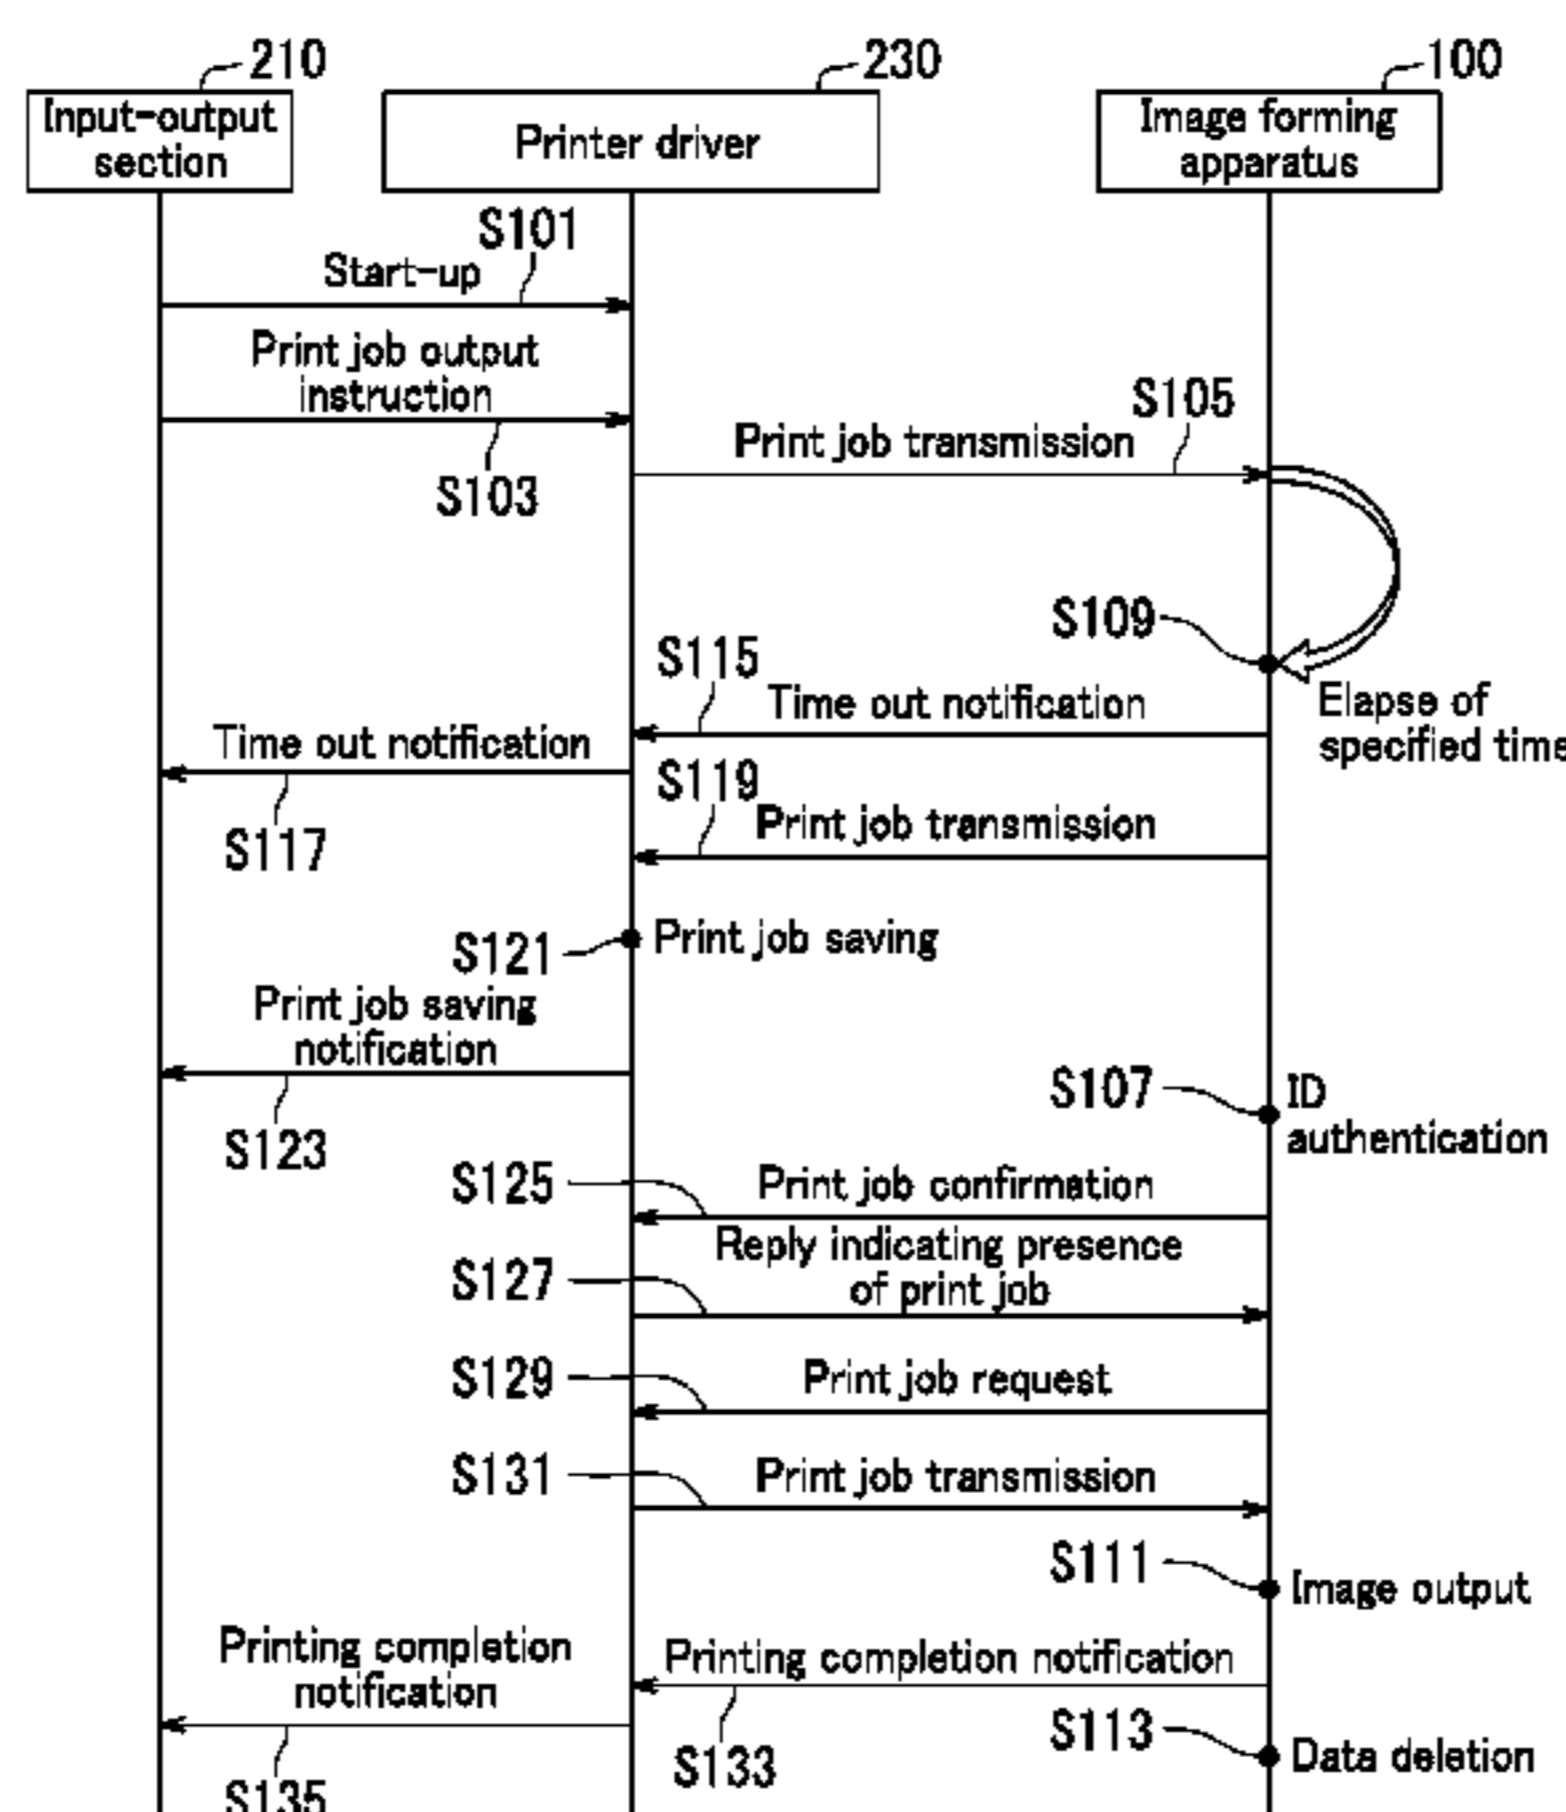 210
230
100
Input-output
section
Printer driver
Image forming
apparatus
S101
Start-up
Print job output
instruction
S103
S105
Print job transmission
S109
Elapse of
specified time
S115
Time out notification
Time out notification
S117
S119
Print job transmission
S121
Print job saving
Print job saving
notification
S123
S107
ID
authentication
S125
Print job confirmation
S127
Reply indicating presence
of print job
S129
Print job request
S131
Print job transmission
S111
Image output
Printing completion
notification
Printing completion notification
S133
S113
Data deletion
S135